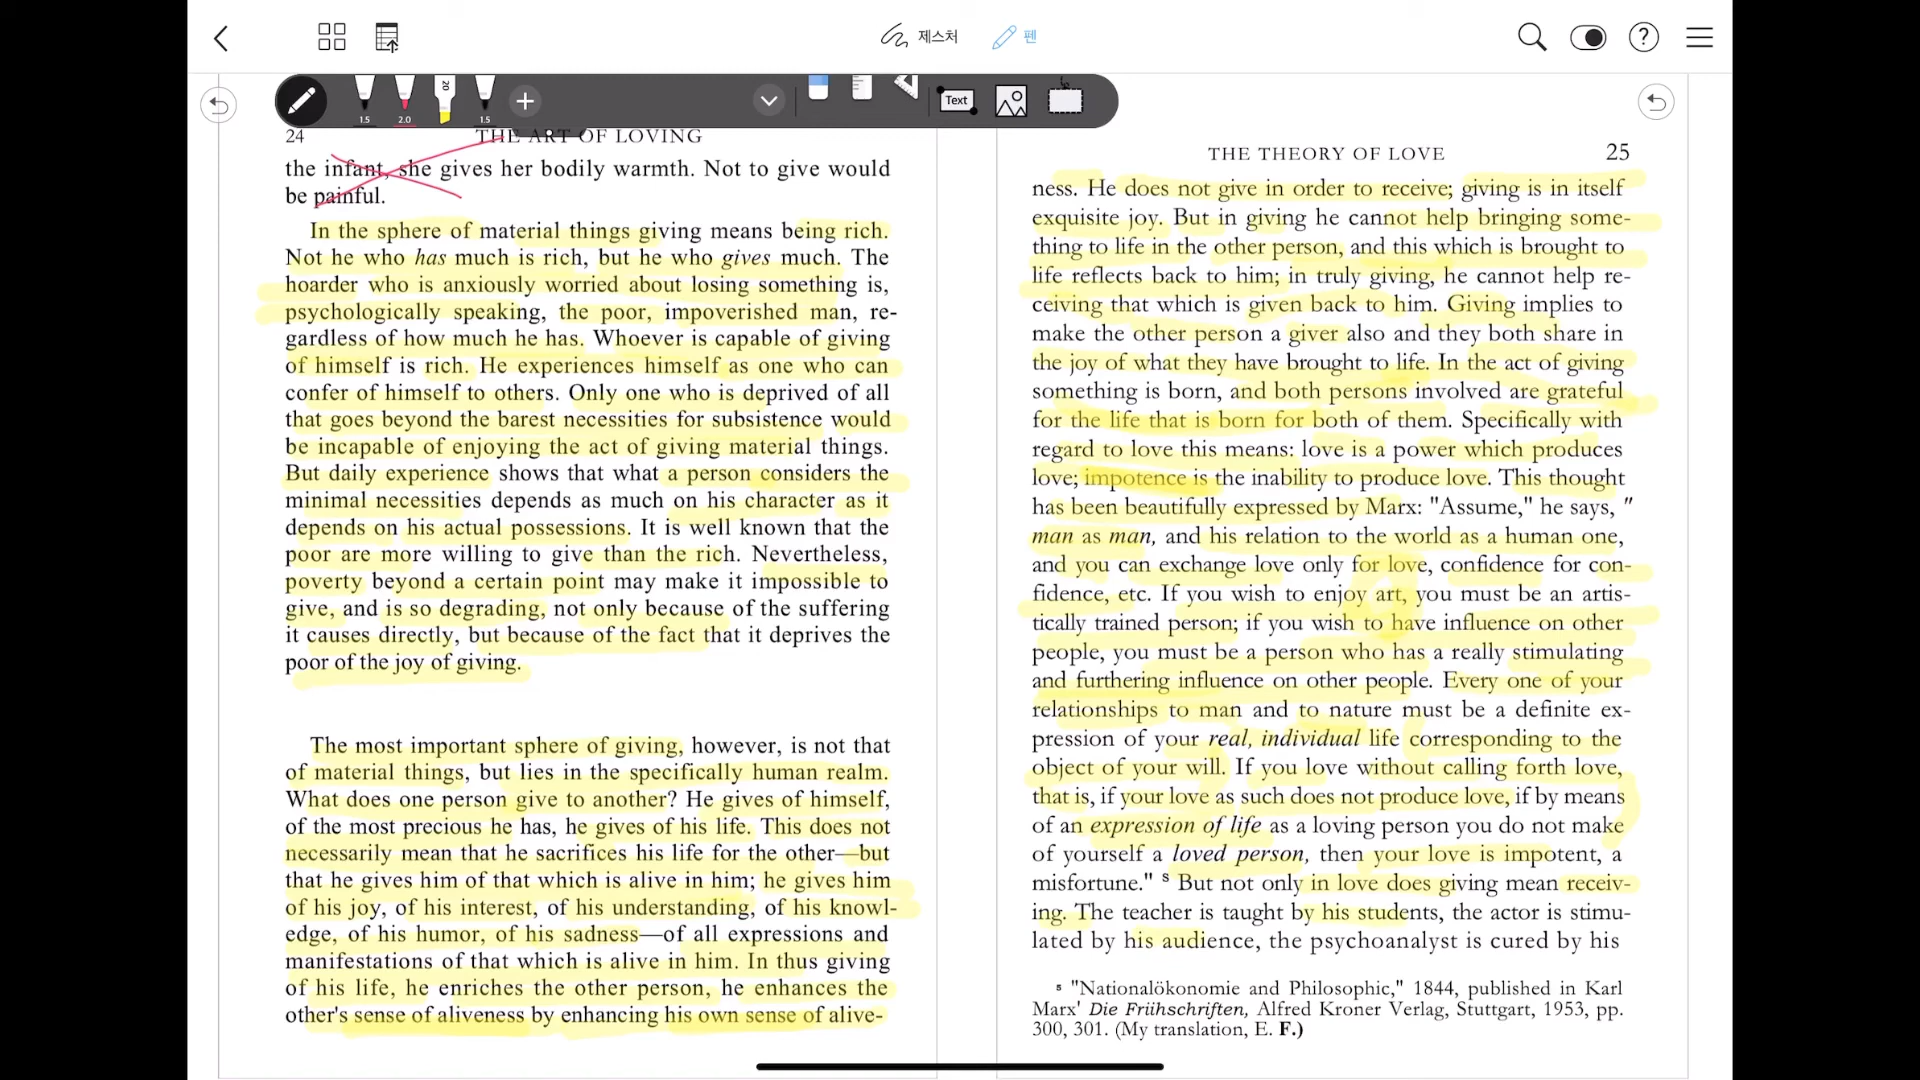 제스처
펜
20
1.5
2.0
1.5
Text
24
THE ART OF LOVING
the infant, she gives her bodily warmth. Not to give would
be painful.
In the sphere of material things giving means being rich.
Not he who has much is rich, but he who gives much. The
hoarder who is anxiously worried about losing something is,
psychologically speaking, the poor, impoverished man, re-
gardless of how much he has. Whoever is capable of giving
of himself is rich. He experiences himself as one who can
confer of himself to others. Only one who is deprived of all
that goes beyond the barest necessities for subsistence would
be incapable of enjoying the act of giving material things.
But daily experience shows that what a person considers the
minimal necessities depends as much on his character as it
depends on his actual possessions. It is well known that the
poor are more willing to give than the rich. Nevertheless,
poverty beyond a certain point may make it impossible to
give, and is so degrading, not only because of the suffering
it causes directly, but because of the fact that it deprives the
poor of the joy of giving.
The most important sphere of giving, however, is not that
of material things, but lies in the specifically human realm.
What does one person give to another? He gives of himself,
of the most precious he has, he gives of his life. This does not
necessarily mean that he sacrifices his life for the other—but
that he gives him of that which is alive in him; he gives him
of his joy, of his interest, of his understanding, of his knowl-
edge, of his humor, of his sadness—of all expressions and
manifestations of that which is alive in him. In thus giving
of his life, he enriches the other person, he enhances the
other's sense of aliveness by enhancing his own sense of alive-
THE THEORY OF LOVE
25
ness. He does not give in order to receive; giving is in itself
exquisite joy. But in giving he cannot help bringing some-
thing to life in the other person, and this which is brought to
life reflects back to him; in truly giving, he cannot help re-
ceiving that which is given back to him. Giving implies to
make the other person a giver also and they both share in
the joy of what they have brought to life. In the act of giving
something is born, and both persons involved are grateful
for the life that is born for both of them. Specifically with
regard to love this means: love is a power which produces
love; impotence is the inability to produce love. This thought
has been beautifully expressed by Marx: "Assume," he says, "
man as man, and his relation to the world as a human one,
and you can exchange love only for love, confidence for con-
fidence, etc. If you wish to enjoy art, you must be an artis-
tically trained person; if you wish to have influence on other
people, you must be a person who has a really stimulating
and furthering influence on other people. Every one of your
relationships to man and to nature must be a definite ex-
pression of your real, individual life corresponding to the
object of your will. If you love without calling forth love,
that is, if your love as such does not produce love, if by means
of an expression of life as a loving person you do not make
of yourself a loved person, then your love is impotent, a
misfortune." ⁵ But not only in love does giving mean receiv-
ing. The teacher is taught by his students, the actor is stimu-
lated by his audience, the psychoanalyst is cured by his
⁵ "Nationalökonomie and Philosophic," 1844, published in Karl
Marx' Die Frühschriften, Alfred Kroner Verlag, Stuttgart, 1953, pp.
300, 301. (My translation, E. F.)